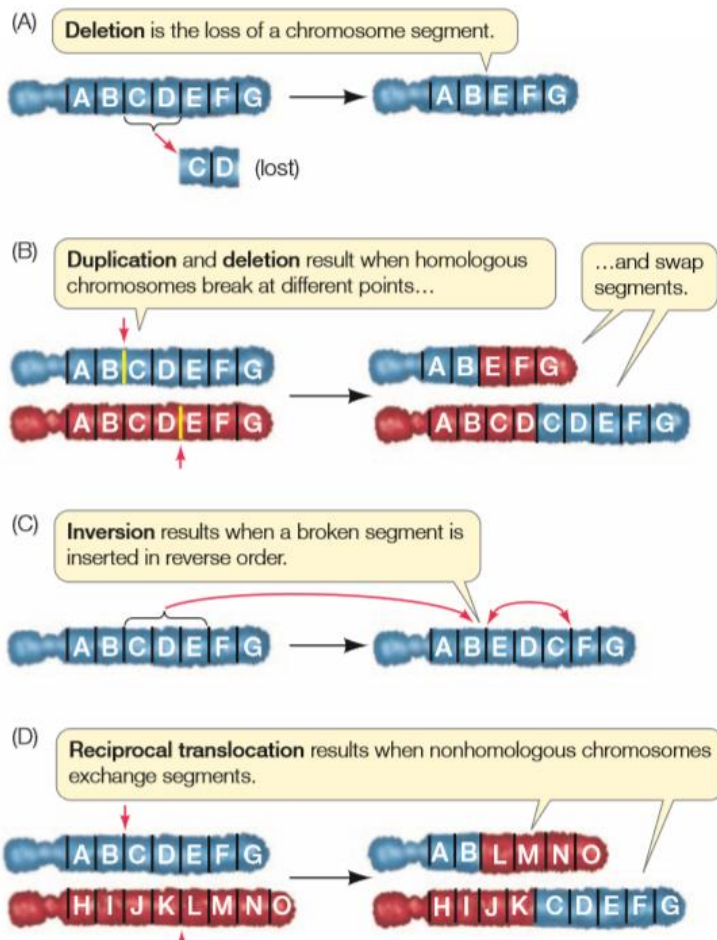 (A)
Deletion is the loss of a chromosome segment.
A B C D E F G
A B E F G
C D
(lost)
(B)
Duplication and deletion result when homologous
chromosomes break at different points…
…and swap
segments.
A B C D E F G
A B E F G
A B C D E F G
A B C D C D E F G
(C)
Inversion results when a broken segment is
inserted in reverse order.
A B C D E F G
A B E D C F G
(D)
Reciprocal translocation results when nonhomologous chromosomes
exchange segments.
A B C D E F G
A B L M N O
H I J K L M N O
H I J K C D E F G